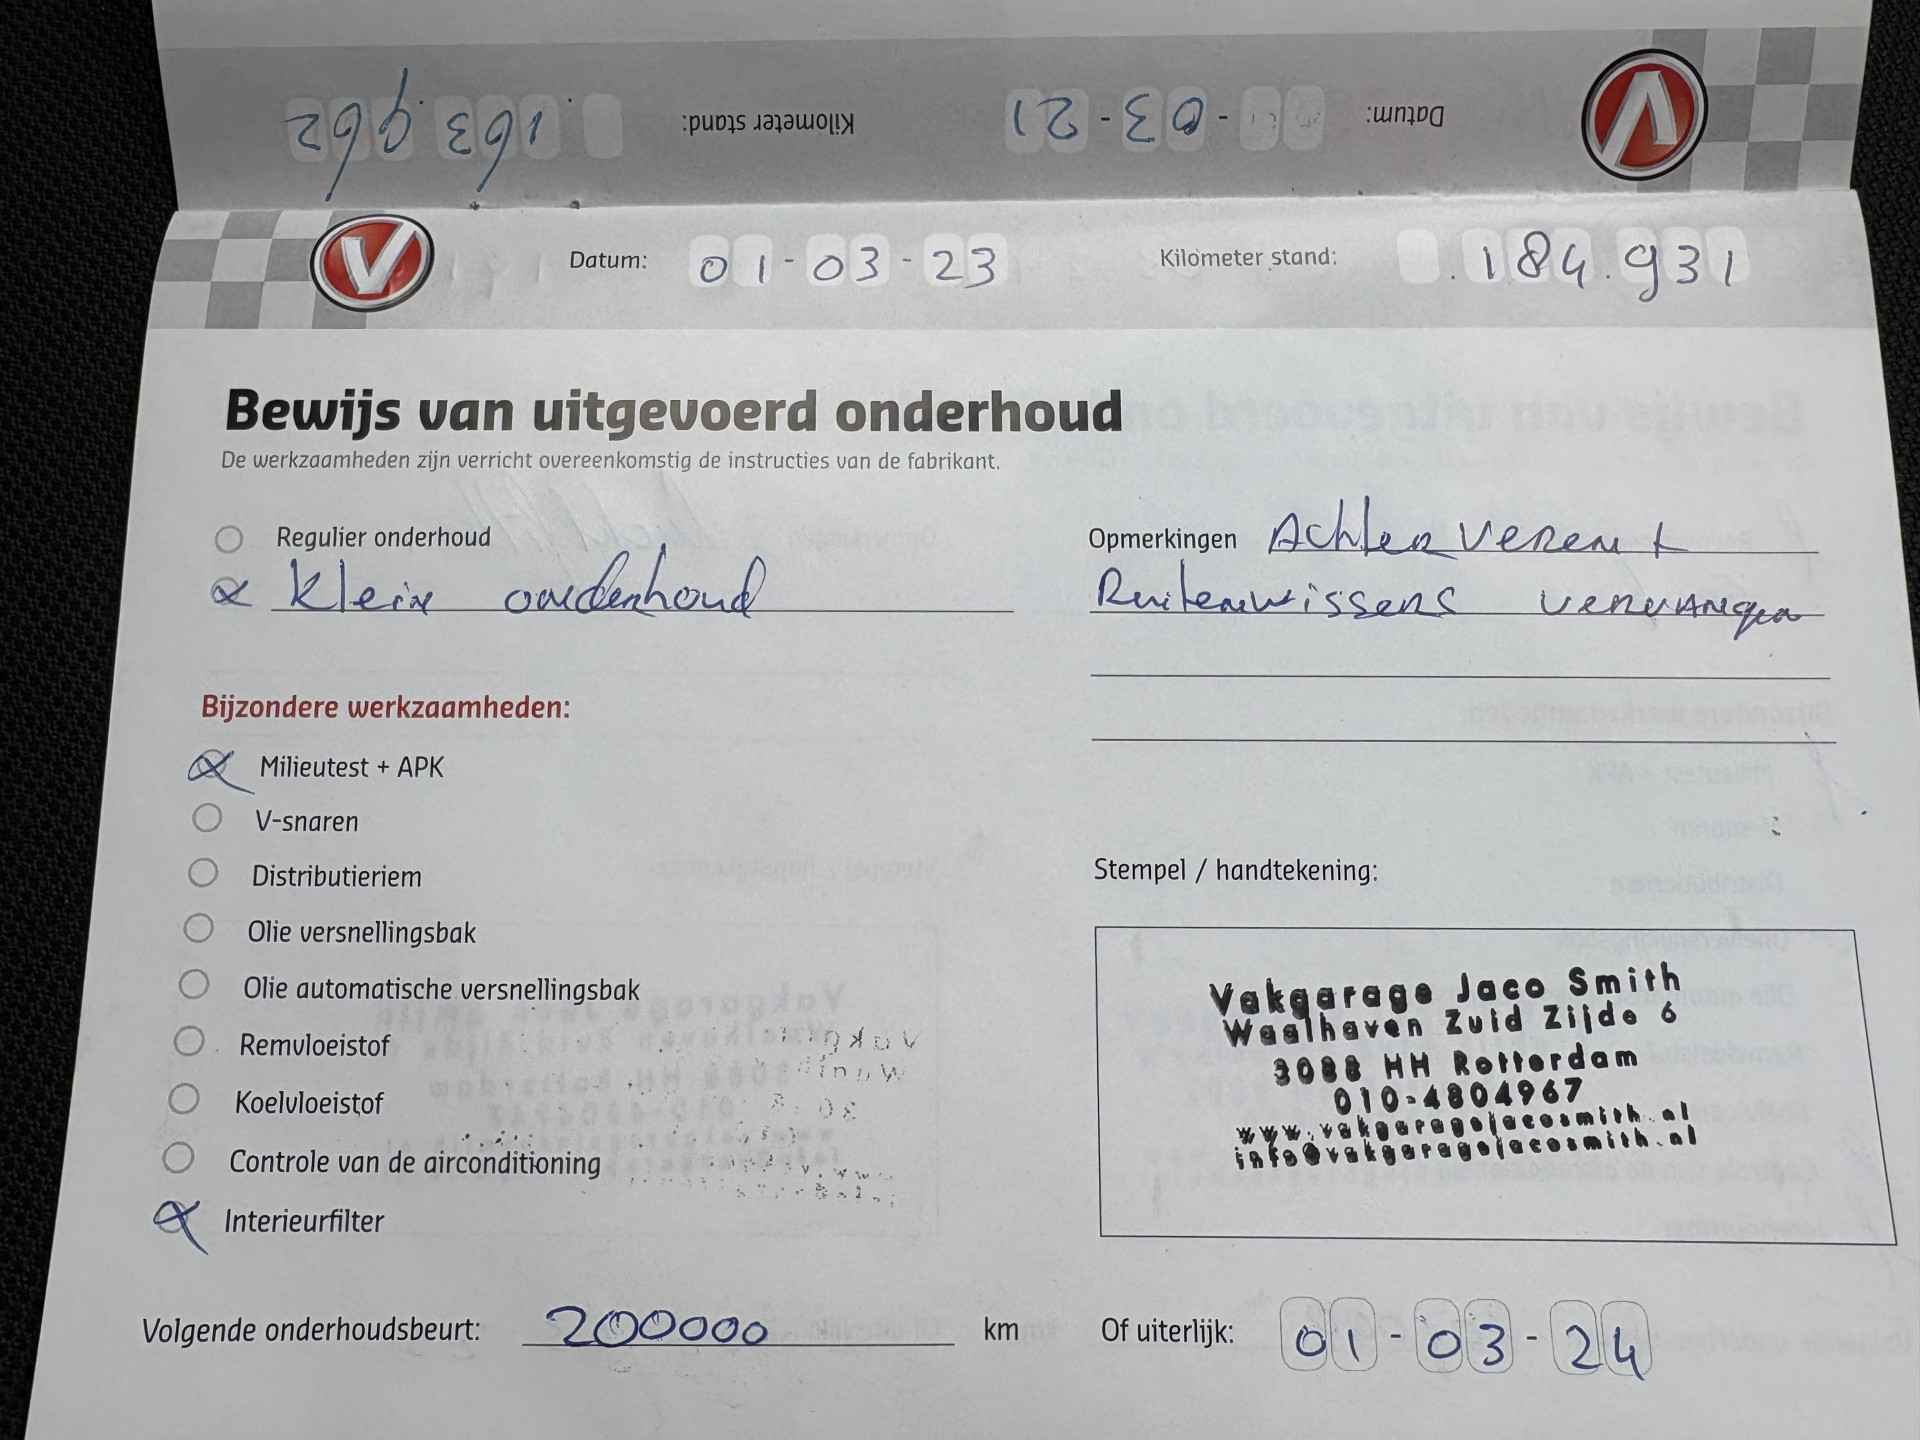 Datum: - 03 - 21 Kilometer stand: .163.962
V
Datum: 01 - 03 - 23 Kilometer stand: .184.931
Bewijs van uitgevoerd onderhoud
De werkzaamheden zijn verricht overeenkomstig de instructies van de fabrikant.
Regulier onderhoud
Klein onderhoud
Opmerkingen Achter veren +
Ruitenwissers vervangen
Bijzondere werkzaamheden:
Milieutest + APK
V-snaren
Distributieriem
Olie versnellingsbak
Olie automatische versnellingsbak
Remvloeistof
Koelvloeistof
Controle van de airconditioning
Interieurfilter
Stempel / handtekening:
Vakgarage Jaco Smith
Waalhaven Zuid Zijde 6
3088 HH Rotterdam
010-4804967
www.vakgaragejacosmith.nl
info@vakgaragejacosmith.nl
Volgende onderhoudsbeurt: 200000 km Of uiterlijk: 01 - 03 - 24